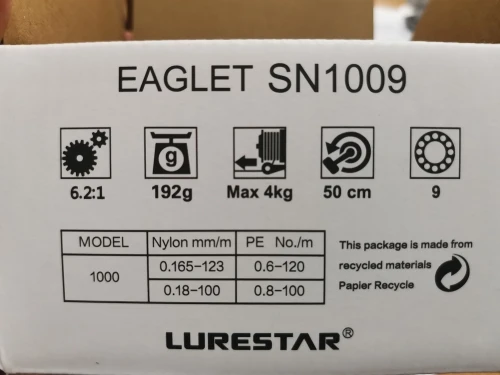 EAGLET SN1009
g
6.2:1 192g Max 4kg 50 cm 9
MODEL Nylon mm/m PE No./m
1000 0.165-123 0.6-120
0.18-100 0.8-100
This package is made from
recycled materials
Papier Recycle
LURESTAR®